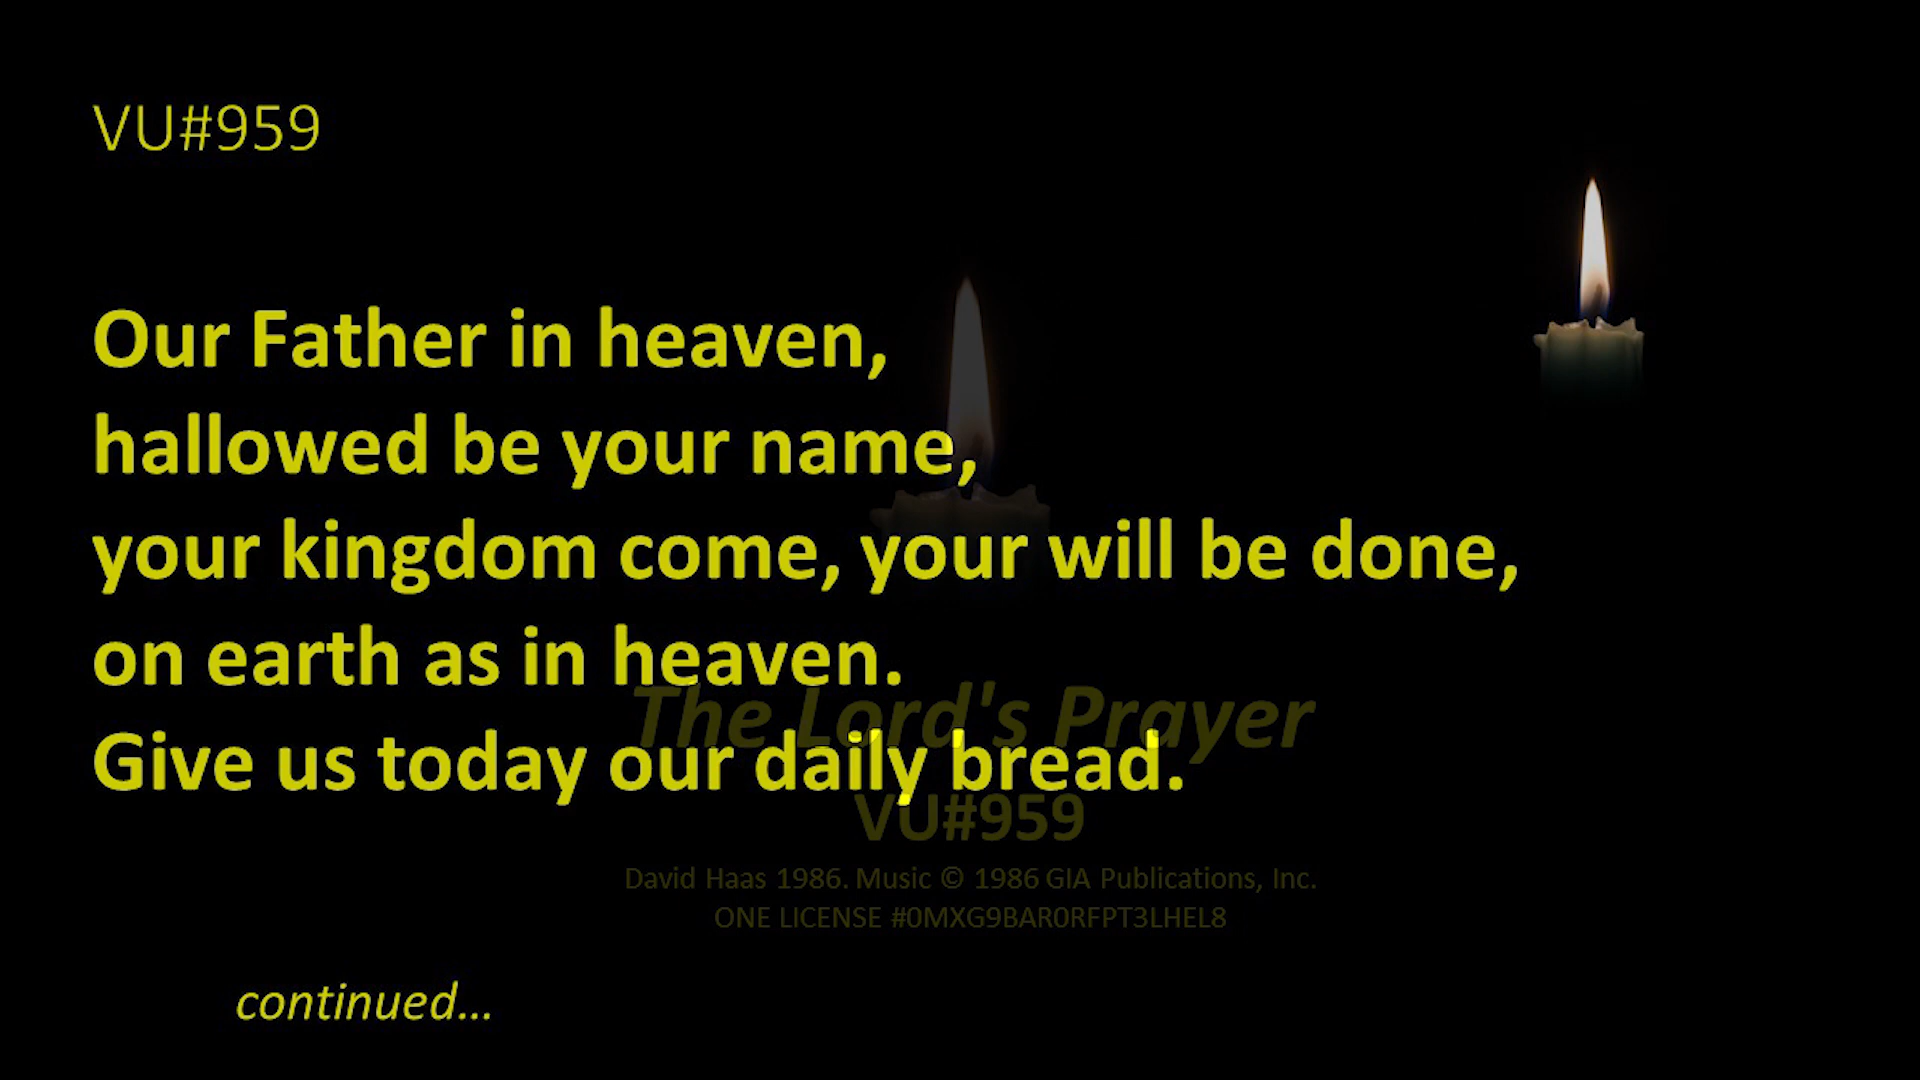 VU#959
Our Father in heaven,
hallowed be your name,
your kingdom come, your will be done,
on earth as in heaven.
The Lord's Prayer
Give us today our daily bread.
VU#959
David Haas 1986. Music © 1986 GIA Publications, Inc.
ONE LICENSE #0MXG9BAR0RFPT3LHEL8
continued...